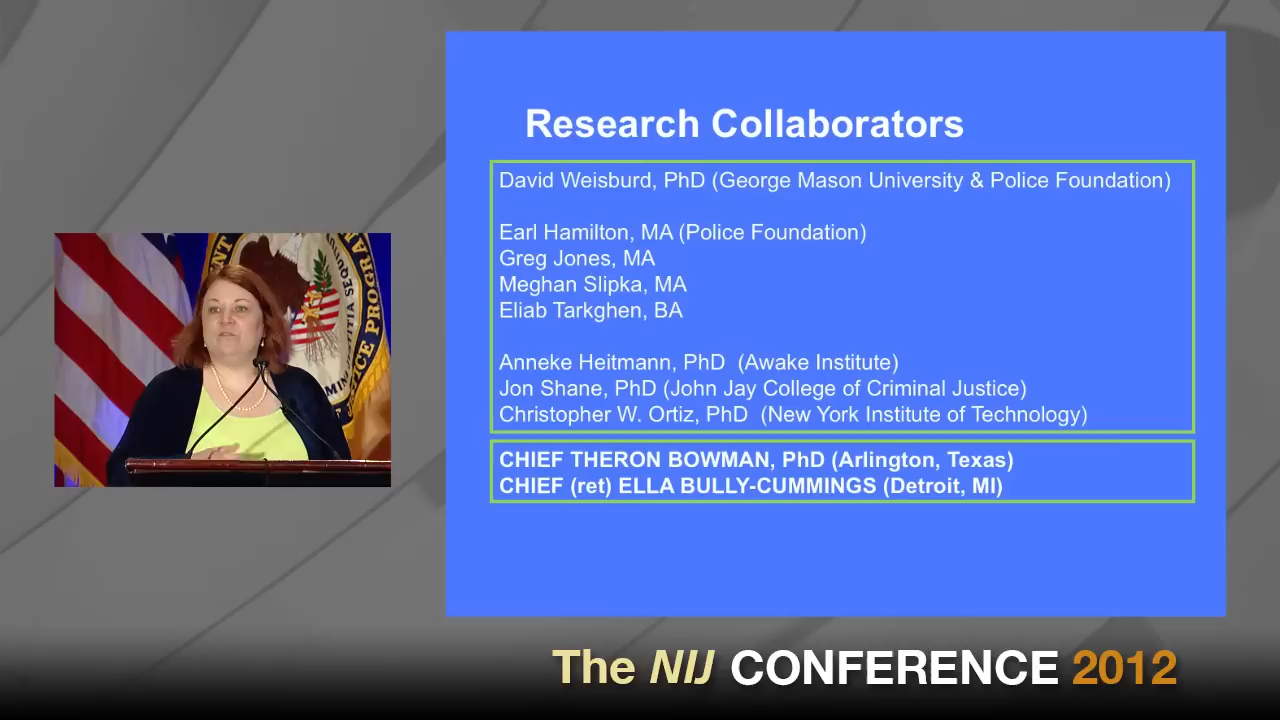 Research Collaborators
David Weisburd, PhD (George Mason University & Police Foundation)
Earl Hamilton, MA (Police Foundation)
Greg Jones, MA
Meghan Slipka, MA
Eliab Tarkghen, BA
Anneke Heitmann, PhD (Awake Institute)
Jon Shane, PhD (John Jay College of Criminal Justice)
Christopher W. Ortiz, PhD (New York Institute of Technology)
CHIEF THERON BOWMAN, PhD (Arlington, Texas)
CHIEF (ret) ELLA BULLY-CUMMINGS (Detroit, MI)
The NIJ CONFERENCE 2012